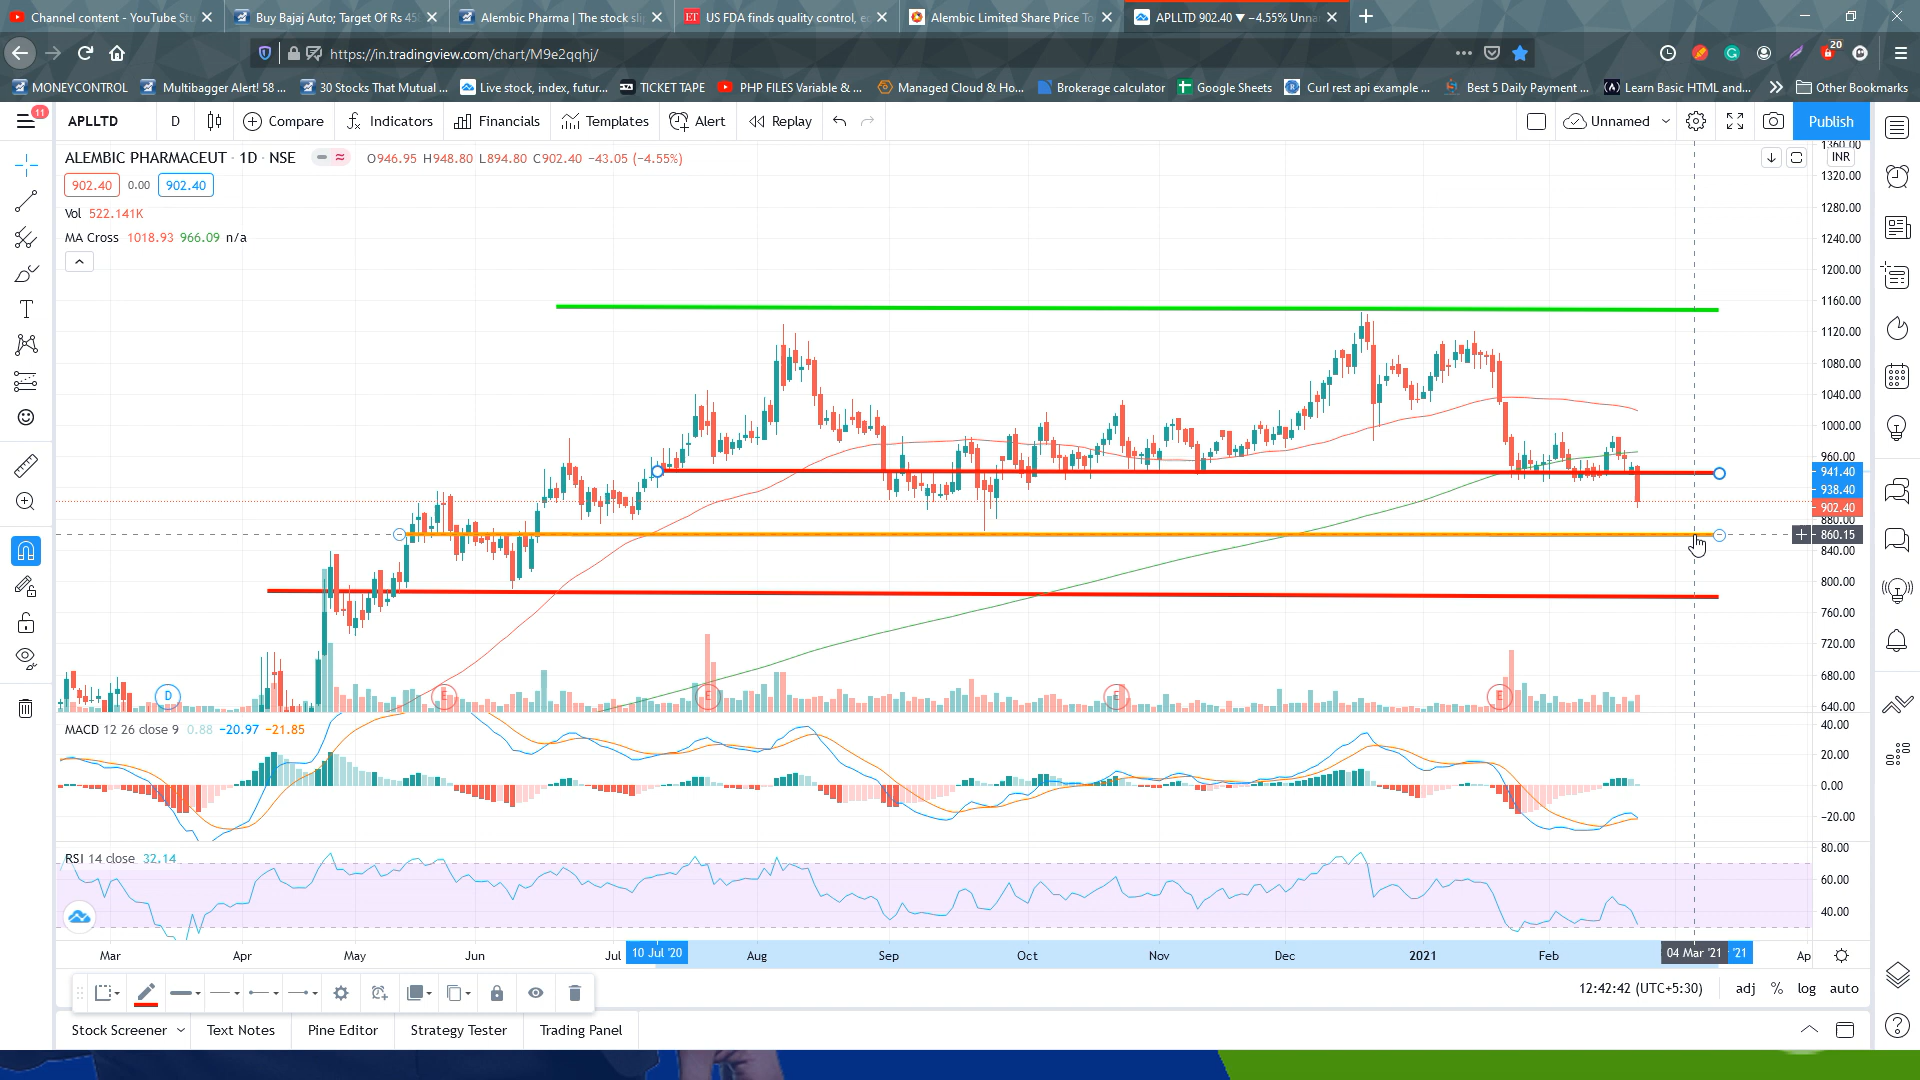 Channel content - YouTube Stu
Buy Bajaj Auto; Target Of Rs 45
Alembic Pharma | The stock sli
US FDA finds quality control, e
Alembic Limited Share Price To
APLLTD 902.40 ▼ −4.55% Unna
https://in.tradingview.com/chart/M9e2qqhj/
20
MONEYCONTROL
Multibagger Alert! 58 ...
30 Stocks That Mutual ...
Live stock, index, futur...
TICKET TAPE
PHP FILES Variable & ...
Managed Cloud & Ho...
Brokerage calculator
Google Sheets
Curl rest api example ...
Best 5 Daily Payment ...
Learn Basic HTML and...
Other Bookmarks
11
APLLTD
D
Compare
Indicators
Financials
Templates
Alert
Replay
Unnamed
Publish
ALEMBIC PHARMACEUT · 1D · NSE
O946.95 H948.80 L894.80 C902.40 −43.05 (−4.55%)
902.40 0.00 902.40
Vol 522.141K
MA Cross 1018.93 966.09 n/a
INR
1360.00
1320.00
1280.00
1240.00
1200.00
1160.00
1120.00
1080.00
1040.00
1000.00
960.00
941.40
938.40
902.40
880.00
860.15
840.00
800.00
760.00
720.00
680.00
640.00
D
E
E
E
E
MACD 12 26 close 9 0.88 −20.97 −21.85
40.00
20.00
0.00
−20.00
RSI 14 close 32.14
80.00
60.00
40.00
Mar
Apr
May
Jun
Jul
10 Jul '20
Aug
Sep
Oct
Nov
Dec
2021
Feb
04 Mar '21
'21
Ap
12:42:42 (UTC+5:30)
adj
%
log
auto
Stock Screener
Text Notes
Pine Editor
Strategy Tester
Trading Panel